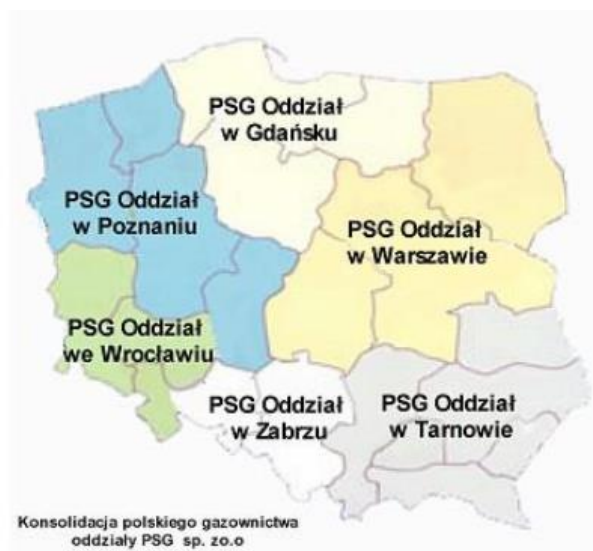 PSG Oddział
w Gdańsku
PSG Oddział
w Poznaniu
PSG Oddział
w Warszawie
PSG Oddział
we Wrocławiu
PSG Oddział
w Zabrzu
PSG Oddział
w Tarnowie
Konsolidacja polskiego gazownictwa
oddziały PSG sp. zo.o